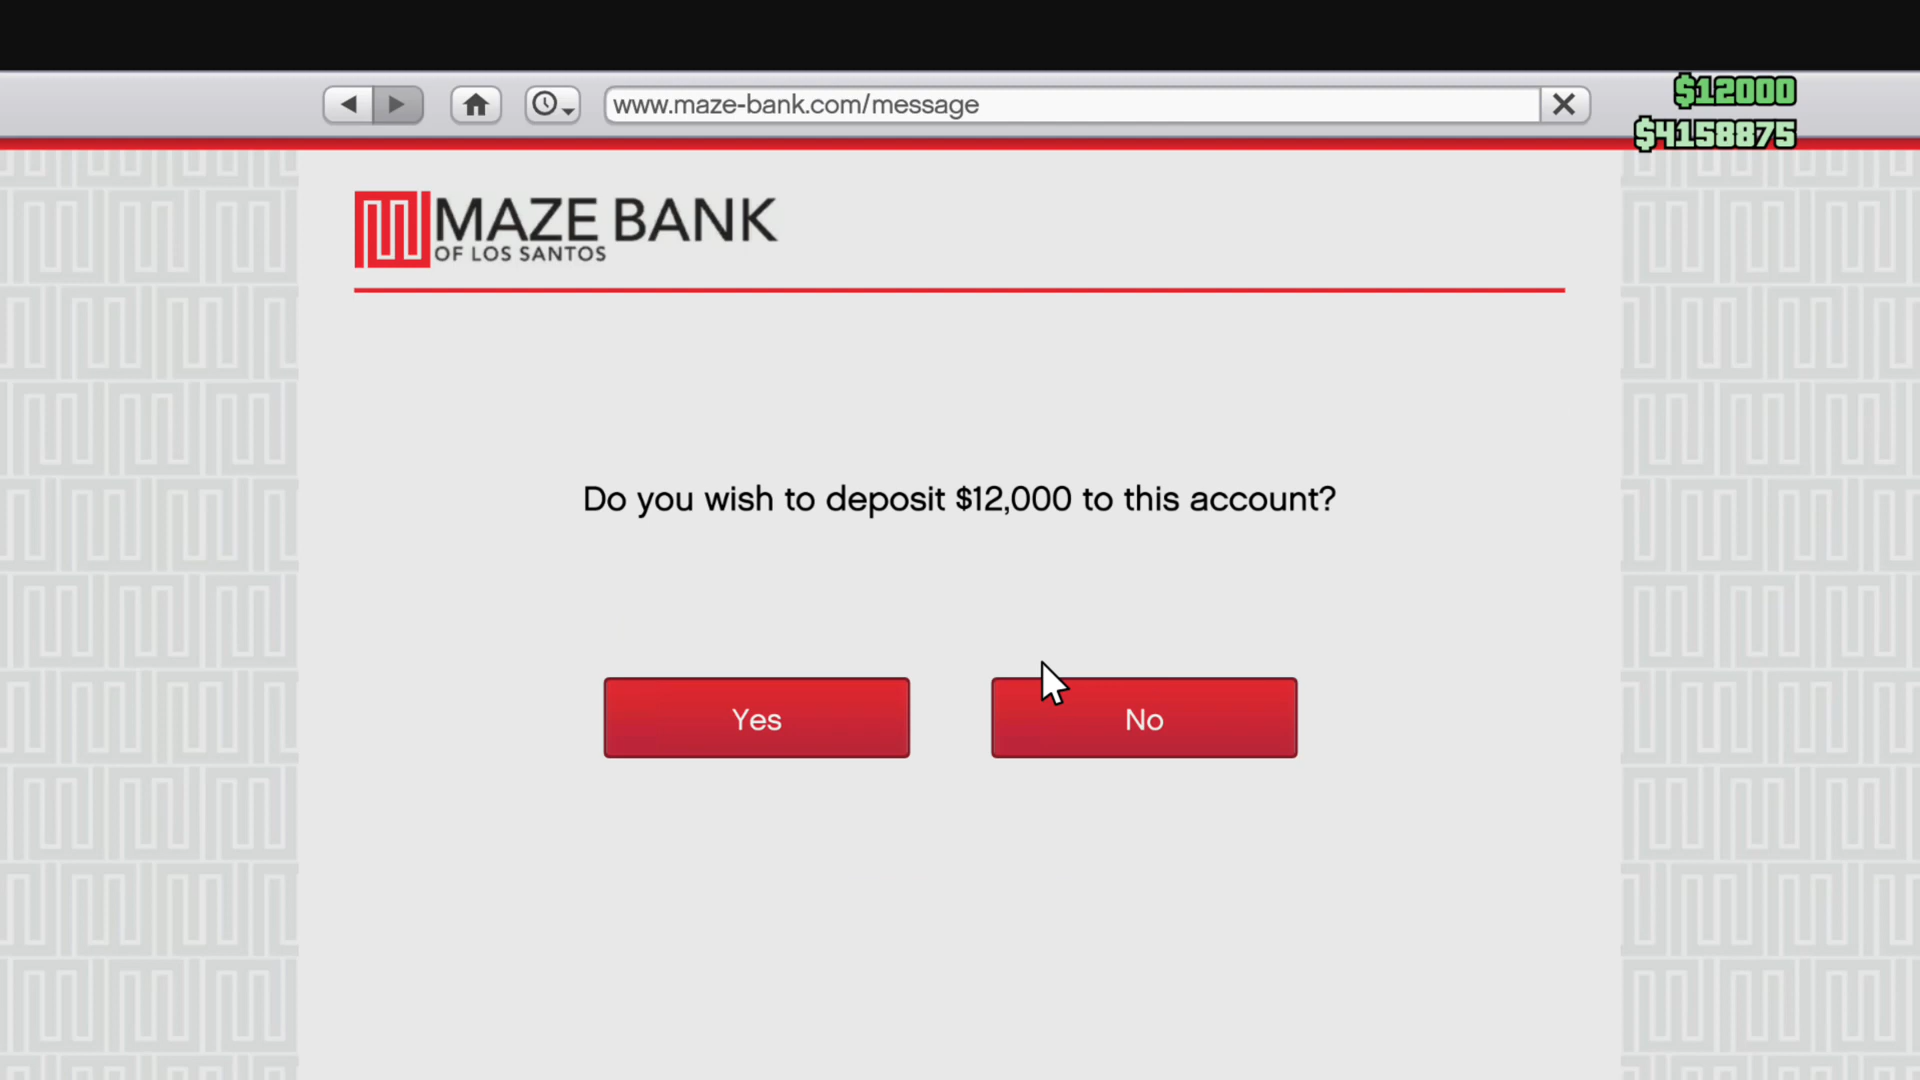 www.maze-bank.com/message
$12000
$4158875
MAZE BANK
OF LOS SANTOS
Do you wish to deposit $12,000 to this account?
Yes
No